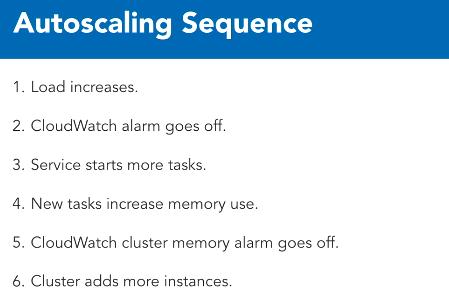 Autoscaling Sequence
1. Load increases.
2. CloudWatch alarm goes off.
3. Service starts more tasks.
4. New tasks increase memory use.
5. CloudWatch cluster memory alarm goes off.
6. Cluster adds more instances.